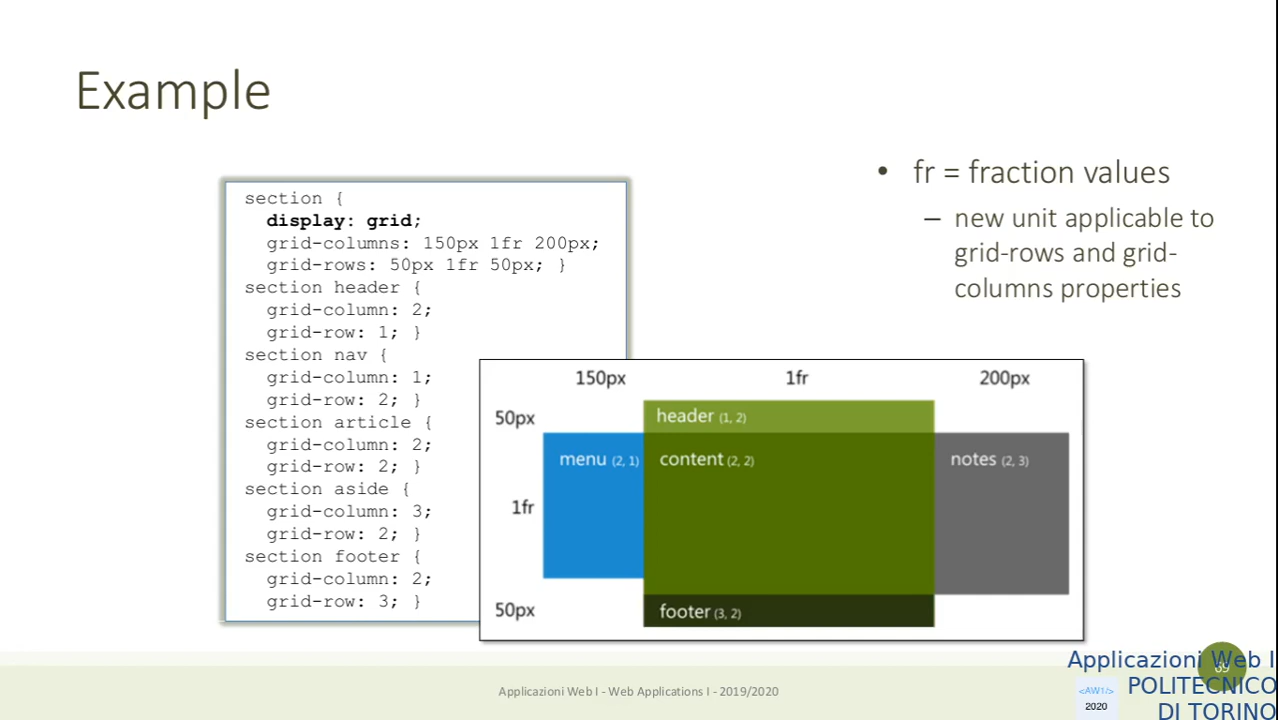 Example
section {
display: grid;
grid-columns: 150px 1fr 200px;
grid-rows: 50px 1fr 50px; }
section header {
grid-column: 2;
grid-row: 1; }
section nav {
grid-column: 1;
grid-row: 2; }
section article {
grid-column: 2;
grid-row: 2; }
section aside {
grid-column: 3;
grid-row: 2; }
section footer {
grid-column: 2;
grid-row: 3; }
• fr = fraction values
– new unit applicable to
grid-rows and grid-
columns properties
150px 1fr 200px
50px header (1, 2)
menu (2, 1) content (2, 2) notes (2, 3)
1fr
50px footer (3, 2)
Applicazioni Web I - Web Applications I - 2019/2020
69
Applicazioni Web I
POLITECNICO
DI TORINO
<AW1/>
2020